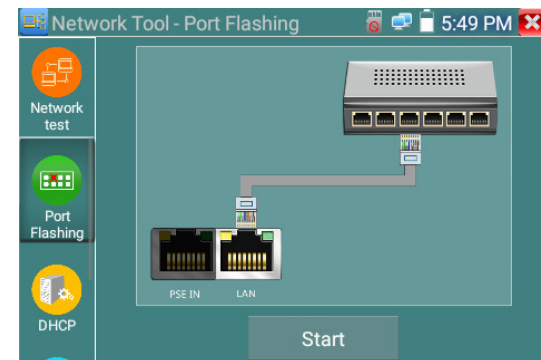 Network Tool - Port Flashing
5:49 PM
Network
test
Port
Flashing
DHCP
PSE IN
LAN
Start